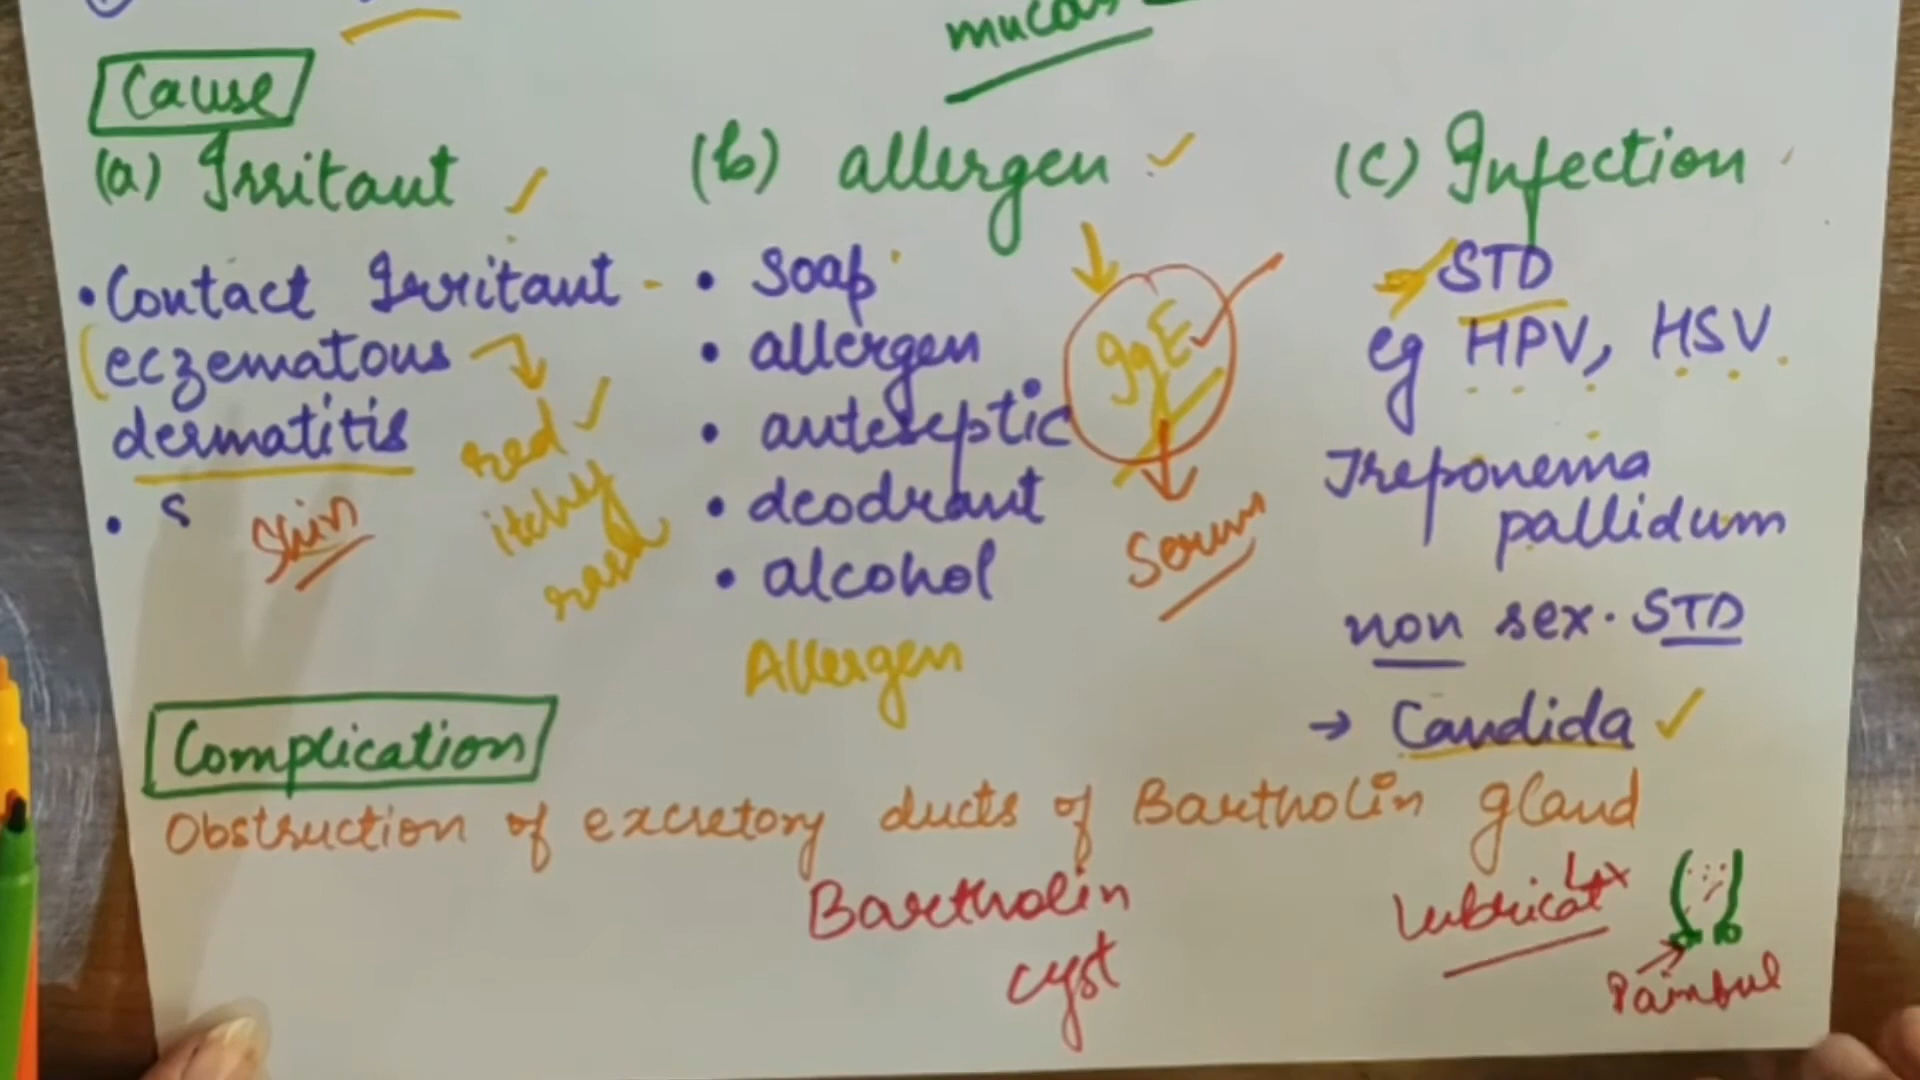 mucos
Cause
(a) Irritant
• Contact Irritant
eczematous
dermatitis
• S
Skin
red
itchy
rash
(b) allergen
• Soap
• allergen
• anteseptic
• deodrant
• alcohol
Allergen
IgE
Serum
(c) Infection
STD
eg HPV, HSV
Treponema
pallidum
non sex. STD
→ Candida
Complication
Obstruction of excretory ducts of Bartholin gland
Bartholin
cyst
Lubricat
Painful